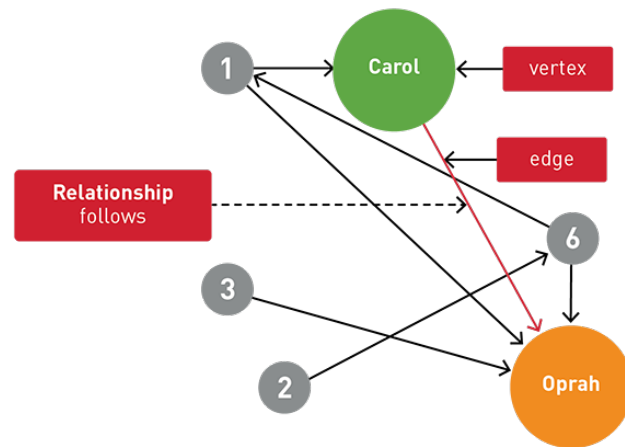 1
Carol
vertex
edge
Relationship
follows
6
3
2
Oprah